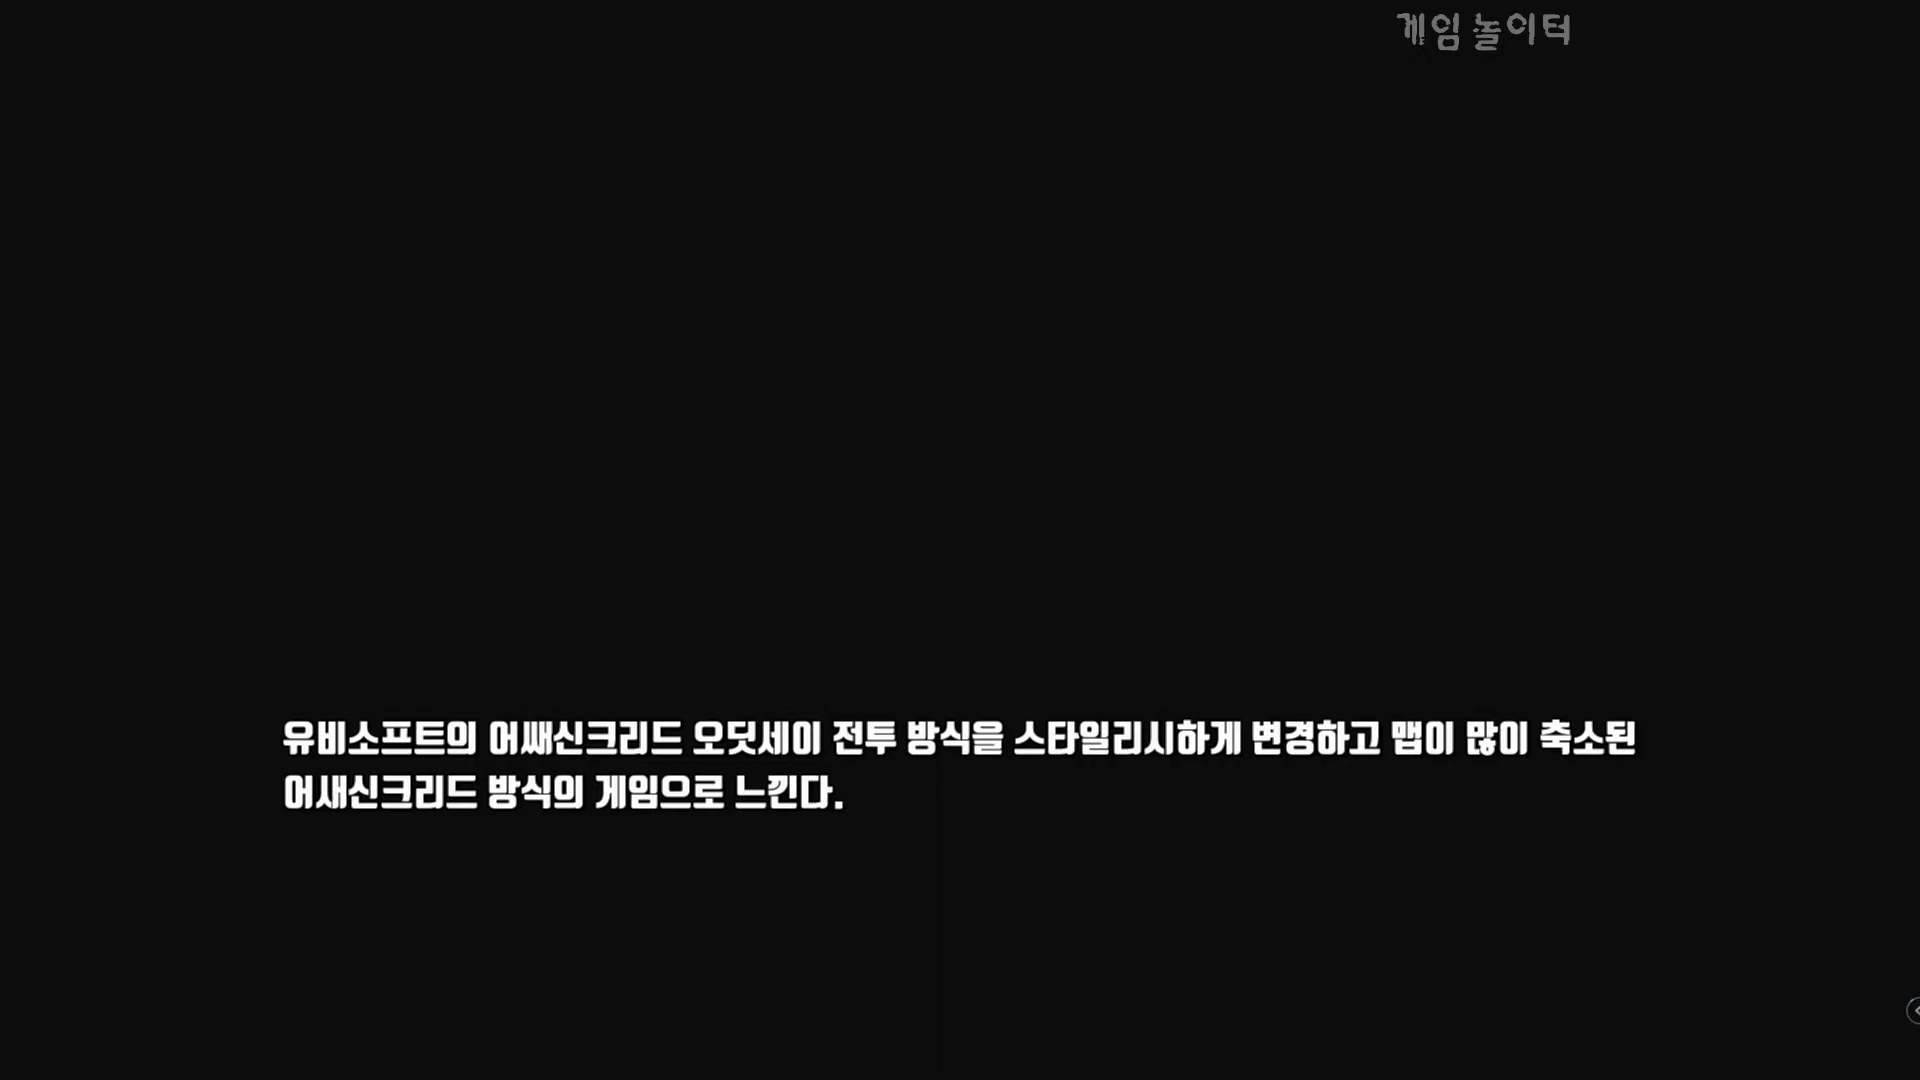 게임 놀이터
유비소프트의 어쌔신크리드 오딧세이 전투 방식을 스타일리시하게 변경하고 맵이 많이 축소된
어새신크리드 방식의 게임으로 느낀다.